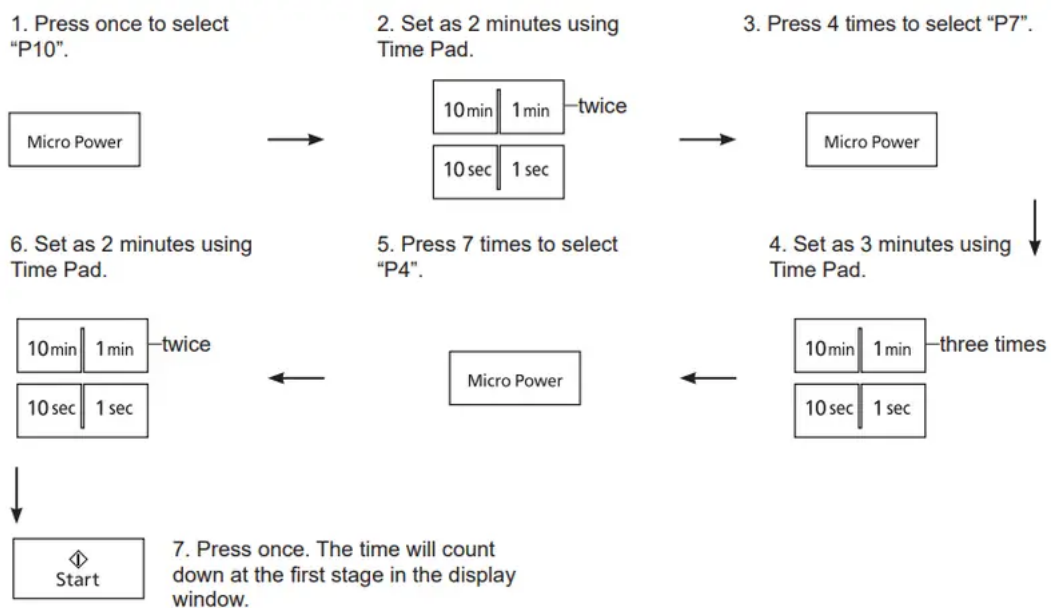 1. Press once to select
“P10”.
Micro Power
2. Set as 2 minutes using
Time Pad.
10 min 1 min twice
10 sec 1 sec
3. Press 4 times to select “P7”.
Micro Power
4. Set as 3 minutes using
Time Pad.
10 min 1 min three times
10 sec 1 sec
5. Press 7 times to select
“P4”.
Micro Power
6. Set as 2 minutes using
Time Pad.
10 min 1 min twice
10 sec 1 sec
Start
7. Press once. The time will count
down at the first stage in the display
window.